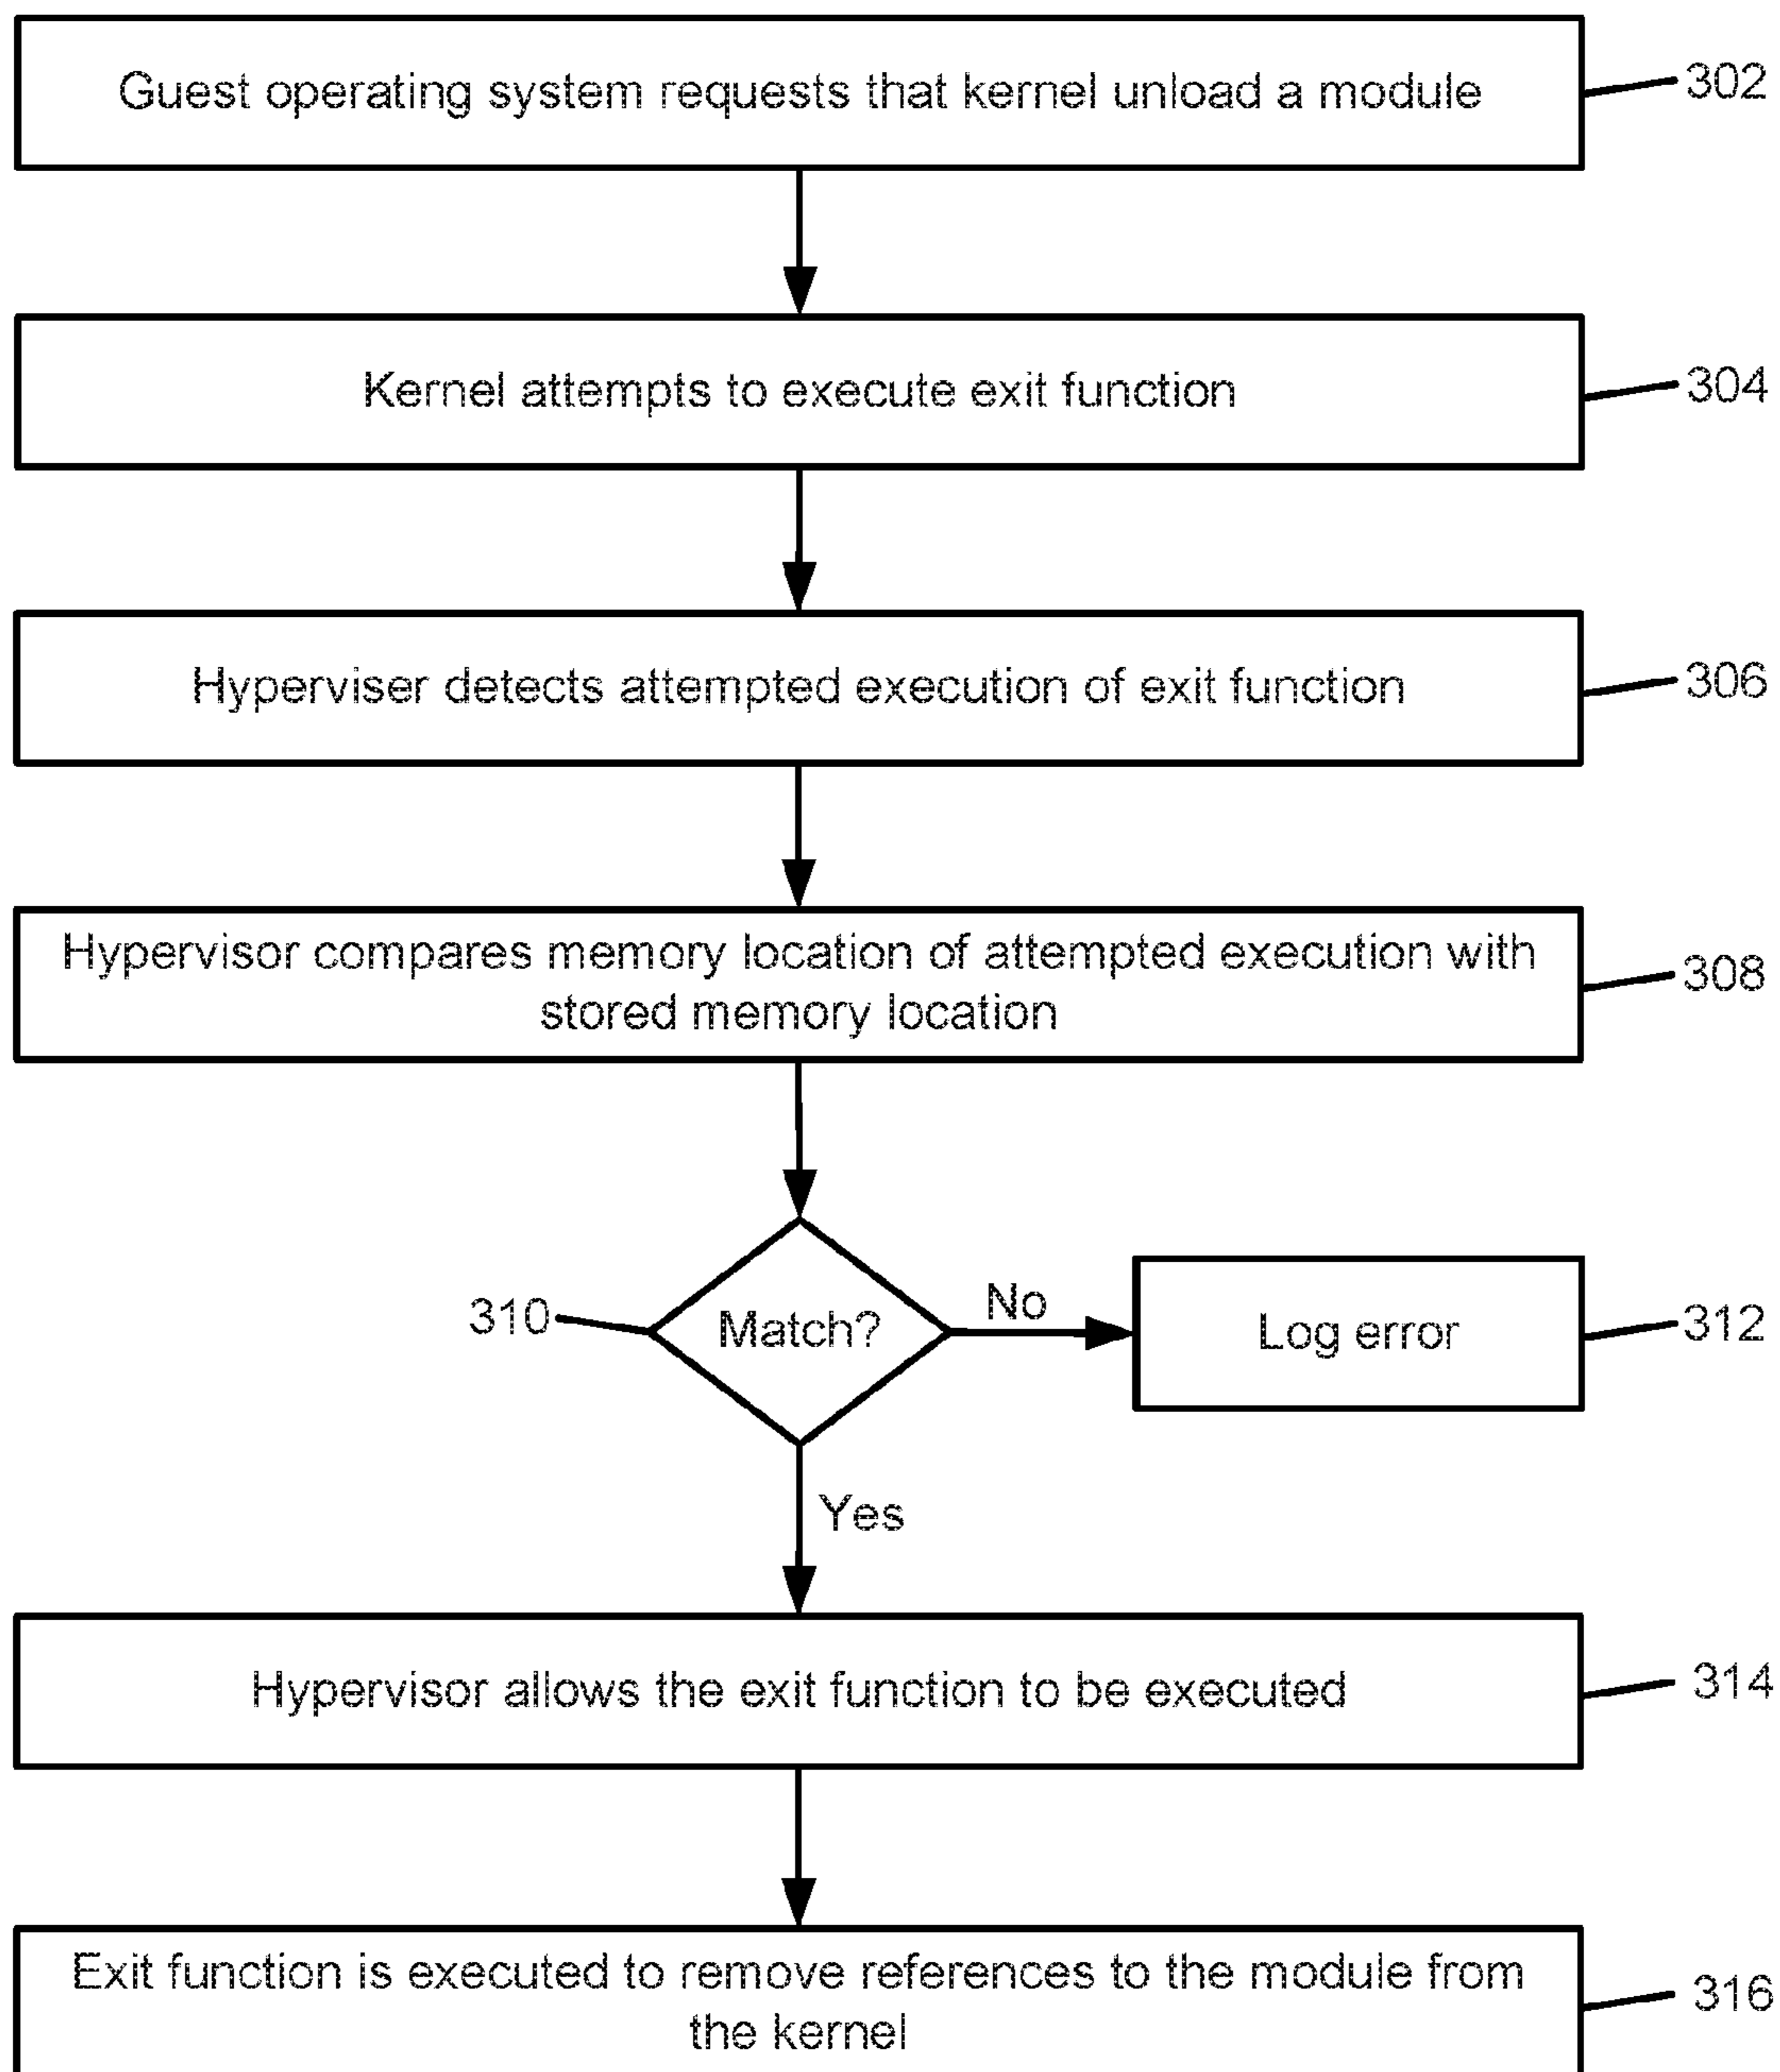 Guest operating system requests that kernel unload a module
302
Kernel attempts to execute exit function
304
Hyperviser detects attempted execution of exit function
306
Hypervisor compares memory location of attempted execution with
stored memory location
308
310
Match?
No
Log error
312
Yes
Hypervisor allows the exit function to be executed
314
Exit function is executed to remove references to the module from
the kernel
316